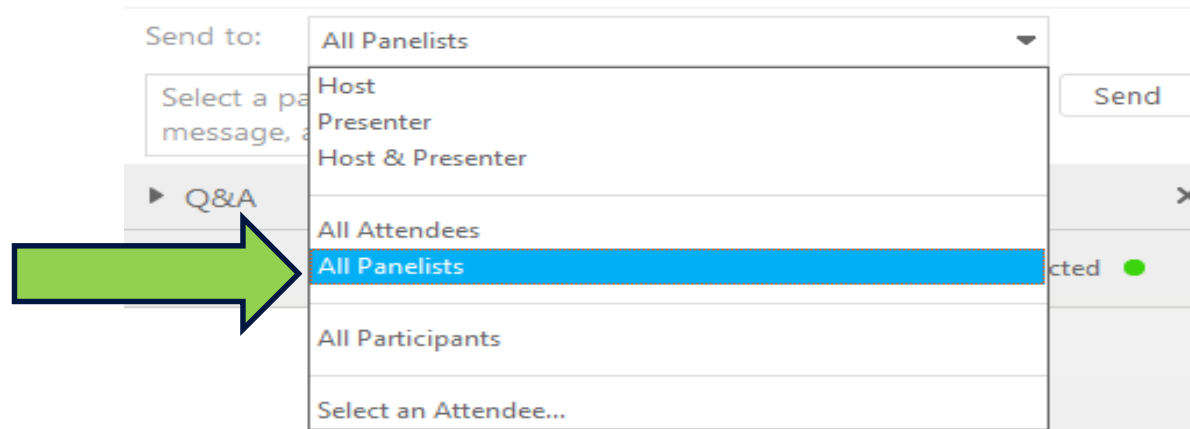 Send to:
All Panelists
Host
Select a pa
Send
Presenter
message,
Host & Presenter
Q&A
All Attendees
All Panelists
cted
All Participants
Select an Attendee...